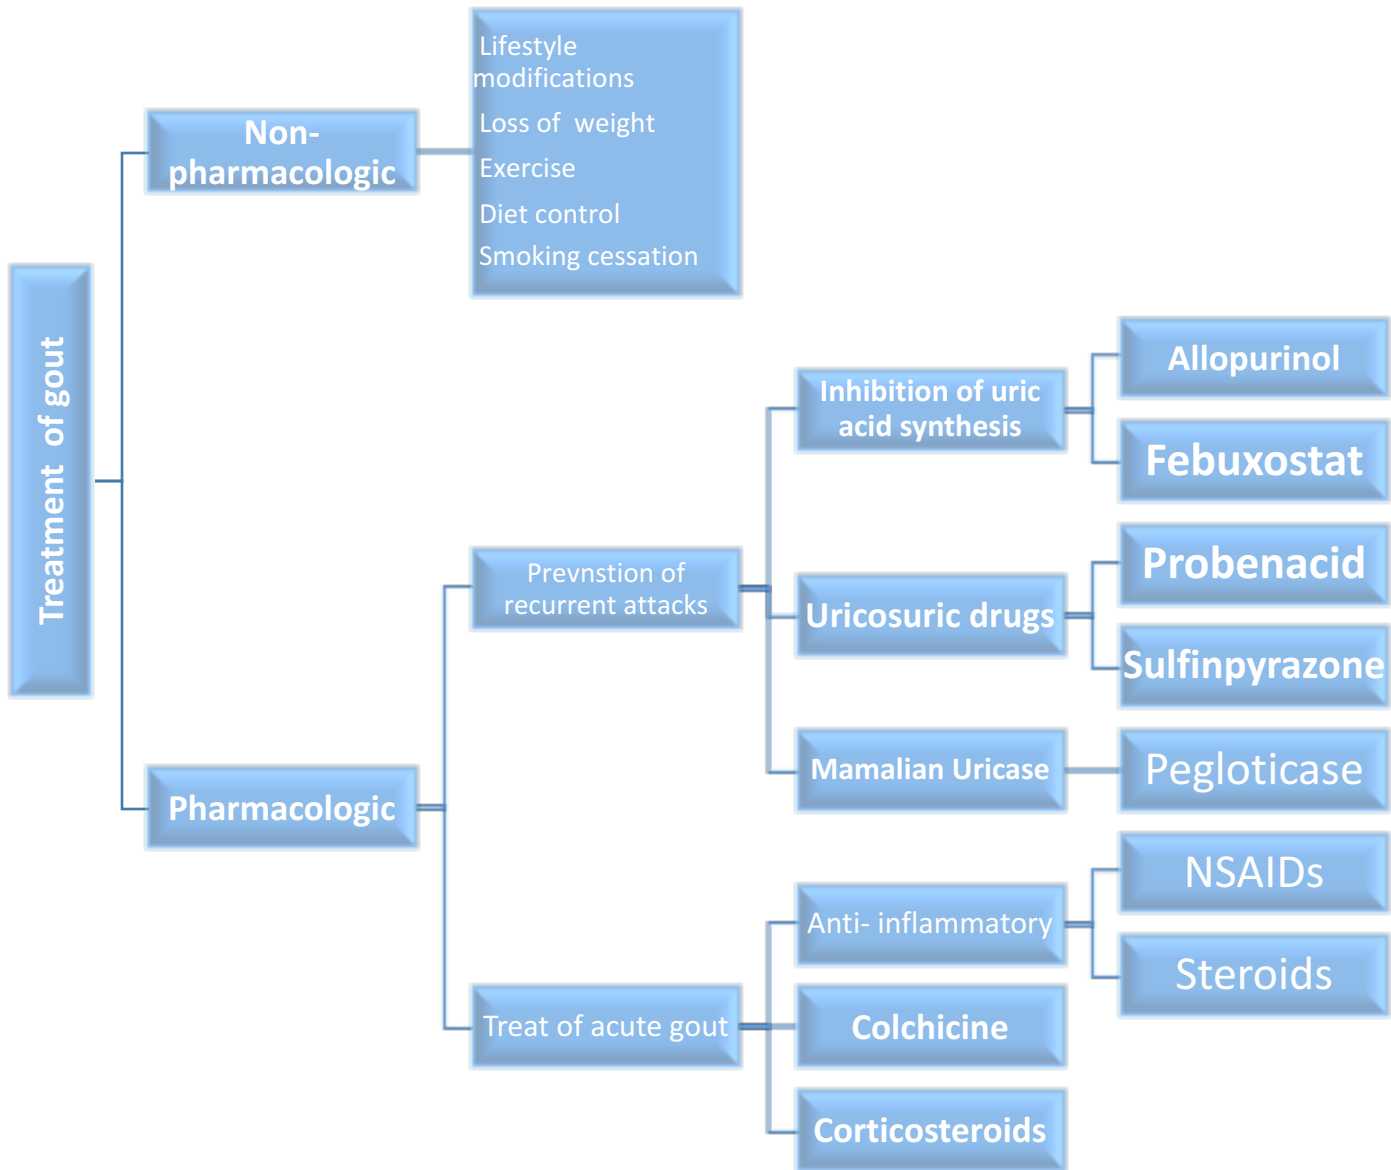 Treatment of gout
Non-
pharmacologic
Lifestyle
modifications
Loss of weight
Exercise
Diet control
Smoking cessation
Pharmacologic
Prevnstion of
recurrent attacks
Inhibition of uric
acid synthesis
Allopurinol
Febuxostat
Uricosuric drugs
Probenacid
Sulfinpyrazone
Mamalian Uricase
Pegloticase
Treat of acute gout
Anti- inflammatory
NSAIDs
Steroids
Colchicine
Corticosteroids